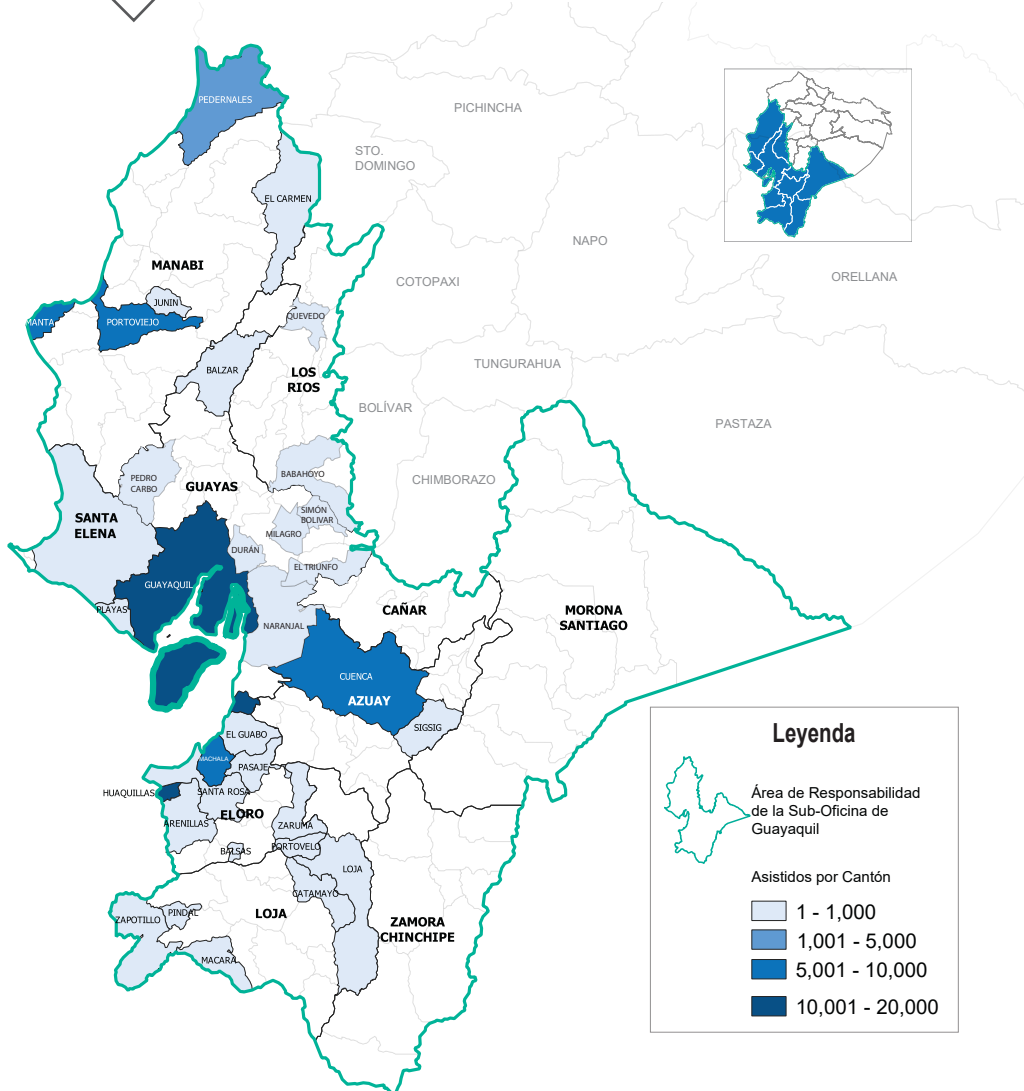 PEDERNALES
PICHINCHA
STO.
DOMINGO
EL CARMEN
NAPO
MANABI
COTOPAXI
ORELLANA
JUNIN
MANTA
PORTOVIEJO
QUEVEDO
TUNGURAHUA
BALZAR
LOS
RIOS
BOLÍVAR
PASTAZA
PEDRO
CARBO
GUAYAS
BABAHOYO
CHIMBORAZO
SANTA
ELENA
SIMÓN
BOLIVAR
MILAGRO
DURÁN
EL TRIUNFO
GUAYAQUIL
PLAYAS
NARANJAL
CAÑAR
MORONA
SANTIAGO
CUENCA
AZUAY
SIGSIG
EL GUABO
MACHALA
PASAJE
HUAQUILLAS
SANTA ROSA
ARENILLAS
EL ORO
ZARUMA
BALSAS
PORTOVELO
LOJA
CATAMAYO
ZAPOTILLO
PINDAL
LOJA
ZAMORA
CHINCHIPE
MACARA
Leyenda
Área de Responsabilidad
de la Sub-Oficina de
Guayaquil
Asistidos por Cantón
1 - 1,000
1,001 - 5,000
5,001 - 10,000
10,001 - 20,000